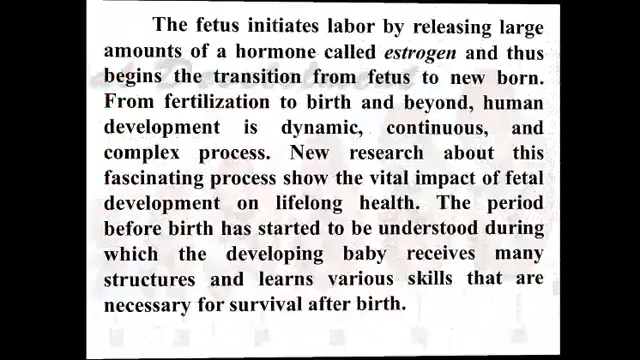 The fetus initiates labor by releasing large
amounts of a hormone called estrogen and thus
begins the transition from fetus to new born.
From fertilization to birth and beyond, human
development is dynamic, continuous, and
complex process. New research about this
fascinating process show the vital impact of fetal
development on lifelong health. The period
before birth has started to be understood during
which the developing baby receives many
structures and learns various skills that are
necessary for survival after birth.